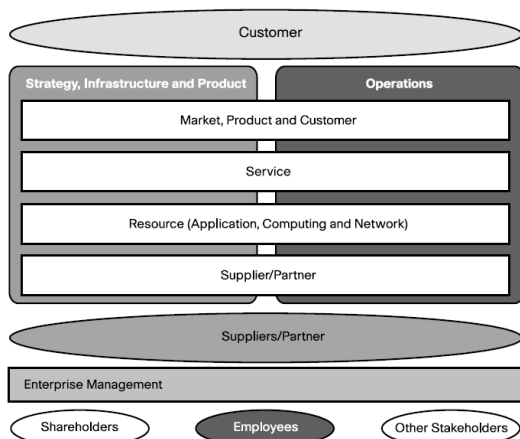 Customer
Strategy, Infrastructure and Product
Operations
Market, Product and Customer
Service
Resource (Application, Computing and Network)
Supplier/Partner
Suppliers/Partner
Enterprise Management
Shareholders
Employees
Other Stakeholders